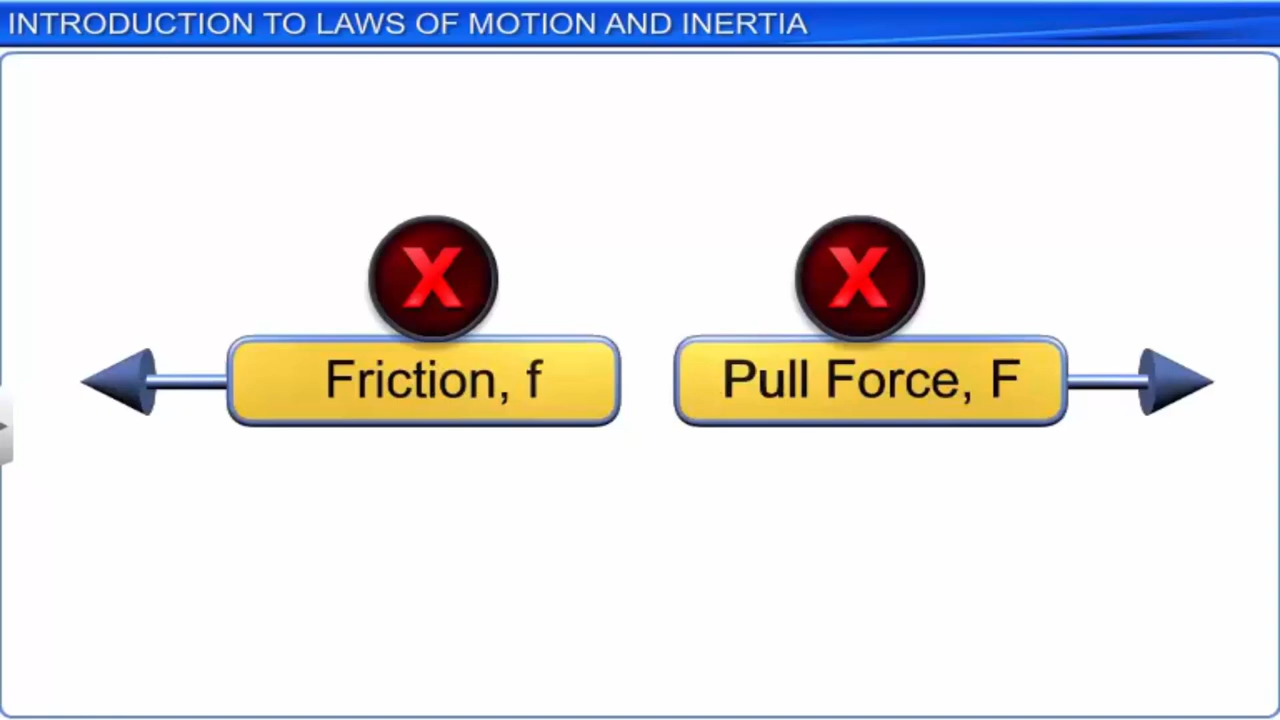 INTRODUCTION TO LAWS OF MOTION AND INERTIA
X X
Friction, f
Pull Force, F